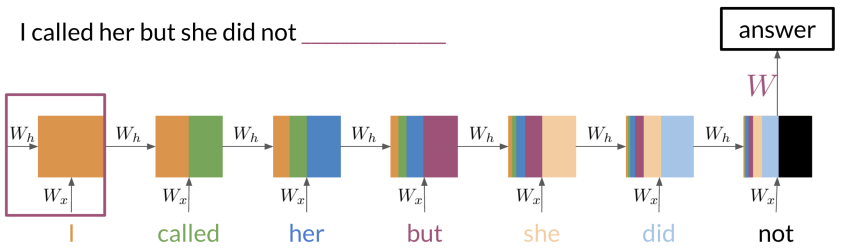 I called her but she did not ____________
answer
W
W_h W_h W_h W_h W_h W_h W_h
W_x W_x W_x W_x W_x W_x W_x
I called her but she did not